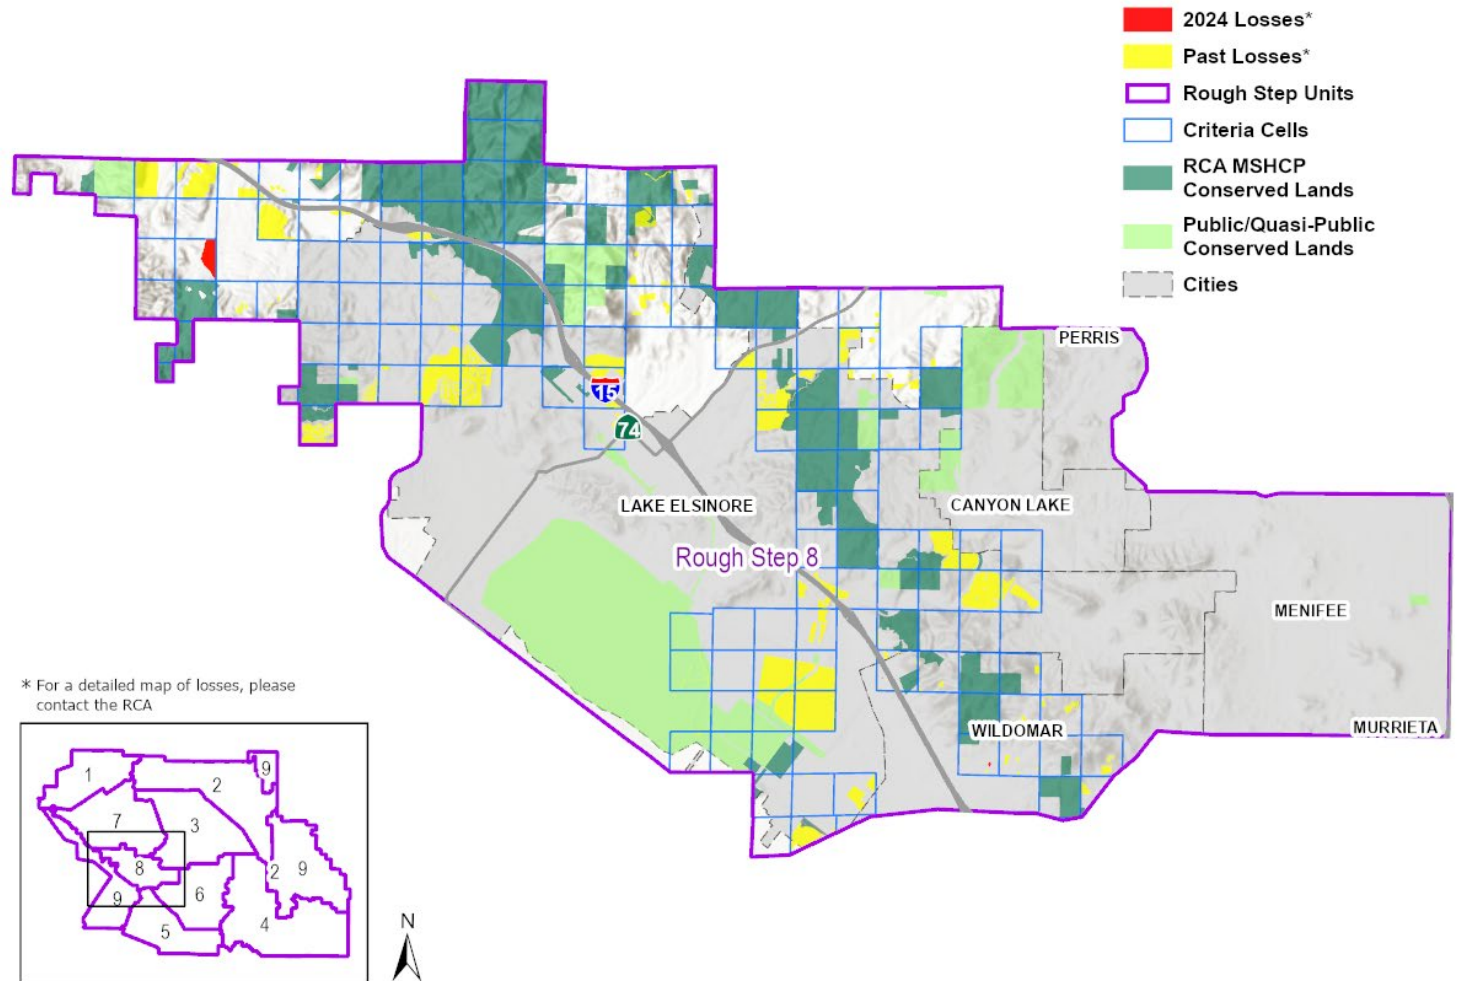 2024 Losses*
Past Losses*
Rough Step Units
Criteria Cells
RCA MSHCP
Conserved Lands
Public/Quasi-Public
Conserved Lands
Cities
PERRIS
15
74
LAKE ELSINORE
CANYON LAKE
Rough Step 8
MENIFEE
WILDOMAR
MURRIETA
* For a detailed map of losses, please
contact the RCA
1
2
9
7
3
8
2
9
6
9
4
5
N